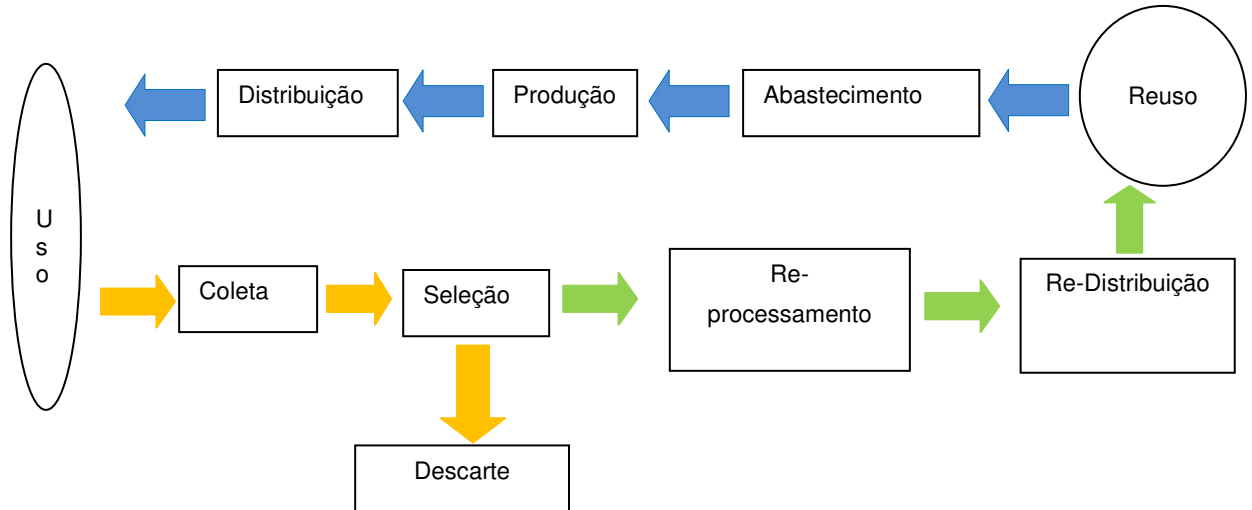 Distribuição
Produção
Abastecimento
Reuso
U
s
o
Coleta
Seleção
Re-
processamento
Re-Distribuição
Descarte